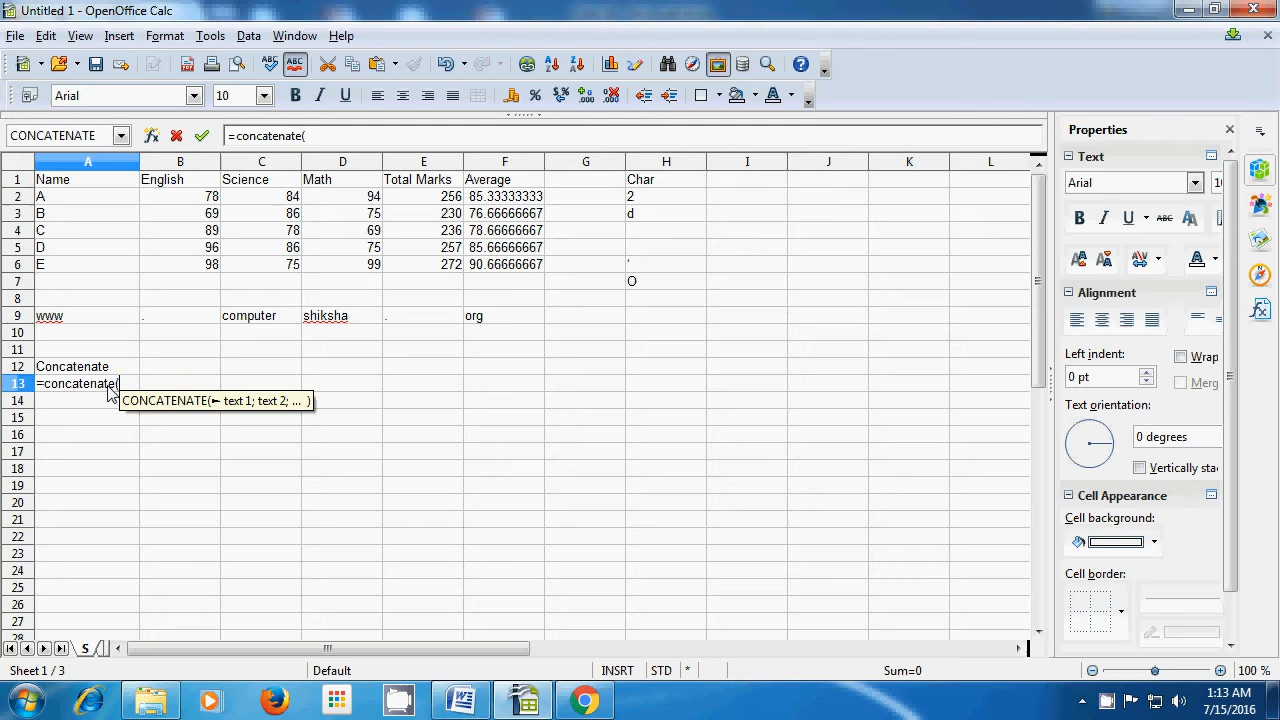 Untitled 1 - OpenOffice Calc
File Edit View Insert Format Tools Data Window Help
Arial 10
CONCATENATE =concatenate(
A B C D E F G H I J K L
1 Name English Science Math Total Marks Average Char
2 A 78 84 94 256 85.33333333 2
3 B 69 86 75 230 76.66666667 d
4 C 89 78 69 236 78.66666667
5 D 96 86 75 257 85.66666667
6 E 98 75 99 272 90.66666667 '
7 O
8
9 www . computer shiksha . org
10
11
12 Concatenate
13 =concatenate(
CONCATENATE( text 1; text 2; ... )
14
15
16
17
18
19
20
21
22
23
24
25
26
27
28
Properties
Text
Arial
Alignment
Wrap
Left indent:
0 pt
Merg
Text orientation:
0 degrees
Vertically stac
Cell Appearance
Cell background:
Cell border:
S
Sheet 1 / 3 Default INSRT STD * Sum=0 100 %
1:13 AM
7/15/2016